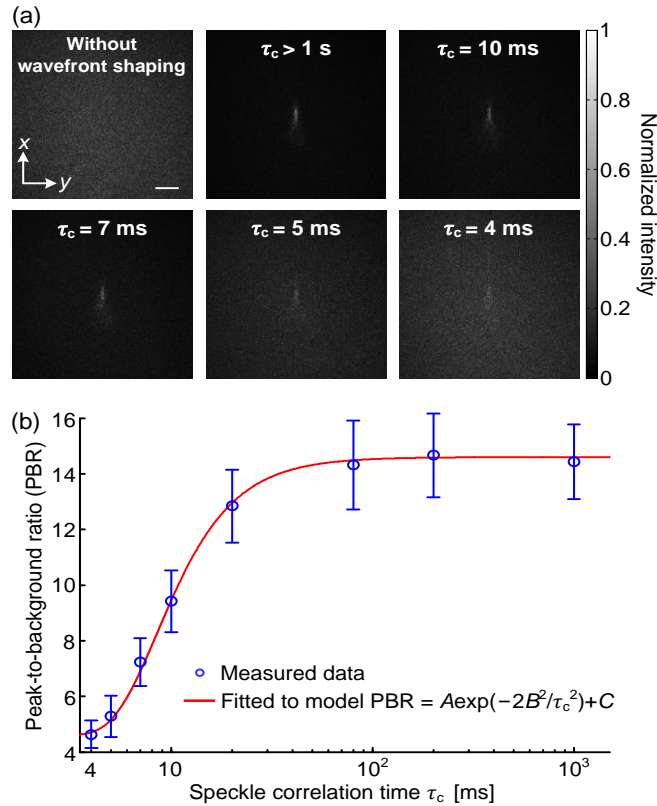 (a)
Without
wavefront shaping
τc > 1 s
τc = 10 ms
x
y
τc = 7 ms
τc = 5 ms
τc = 4 ms
1
0.8
0.6
0.4
0.2
0
Normalized intensity
(b)
Peak-to-background ratio (PBR)
16
14
12
10
8
6
4
Measured data
Fitted to model PBR = Aexp(−2B²/τc²)+C
4
10
10²
10³
Speckle correlation time τc [ms]